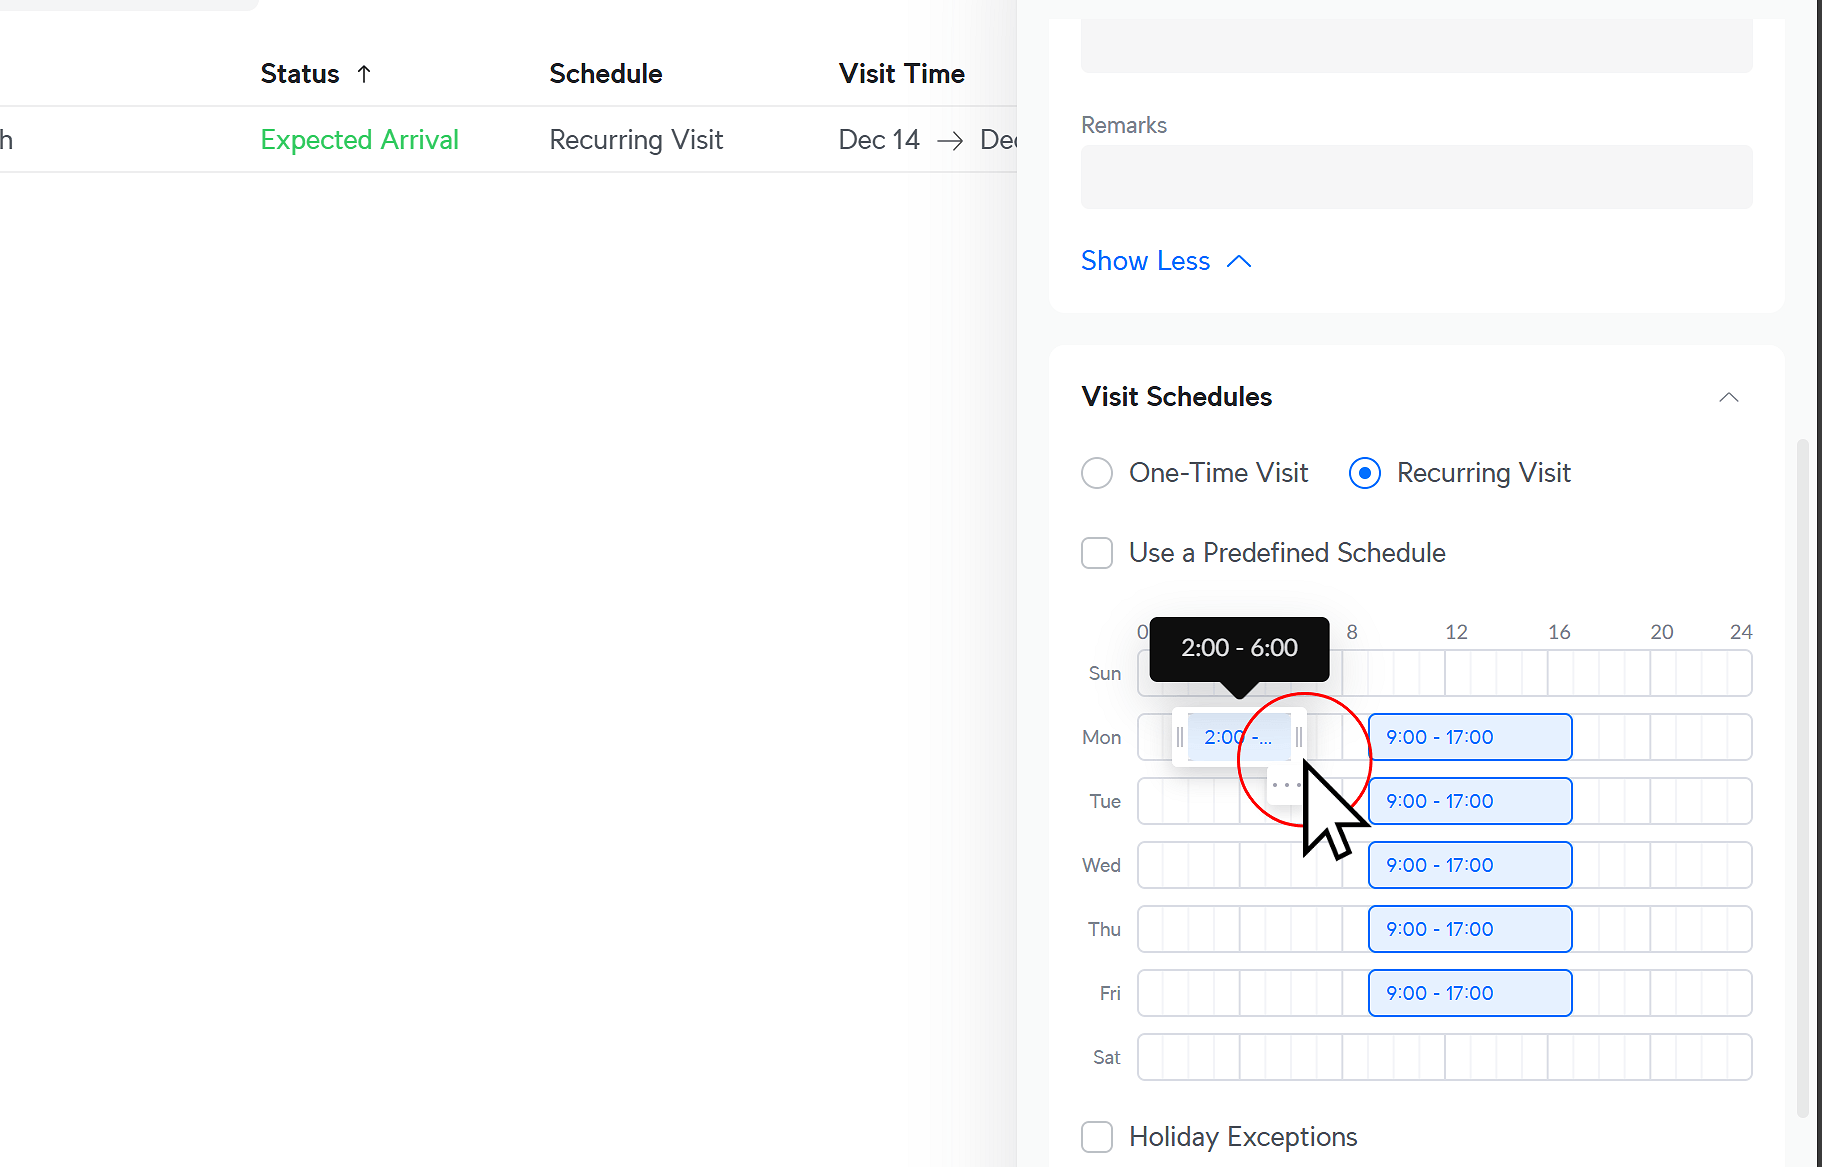 Status ↑ Schedule Visit Time
h Expected Arrival Recurring Visit Dec 14 → Dec
Remarks
Show Less
Visit Schedules
One-Time Visit Recurring Visit
Use a Predefined Schedule
0 8 12 16 20 24
2:00 - 6:00
Sun
Mon 2:00 -... 9:00 - 17:00
Tue 9:00 - 17:00
Wed 9:00 - 17:00
Thu 9:00 - 17:00
Fri 9:00 - 17:00
Sat
Holiday Exceptions